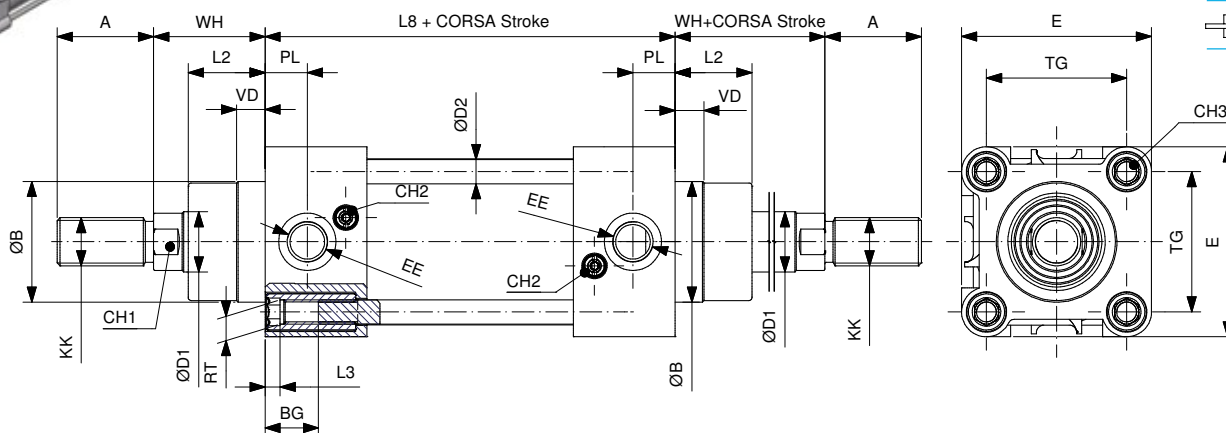 A
WH
L8 + CORSA Stroke
WH+CORSA Stroke
A
E
L2
PL
PL
L2
TG
VD
VD
ØD2
CH3
CH2
EE
ØB
EE
TG
E
CH2
CH1
KK
ØD1
RT
L3
ØB
ØD1
KK
BG